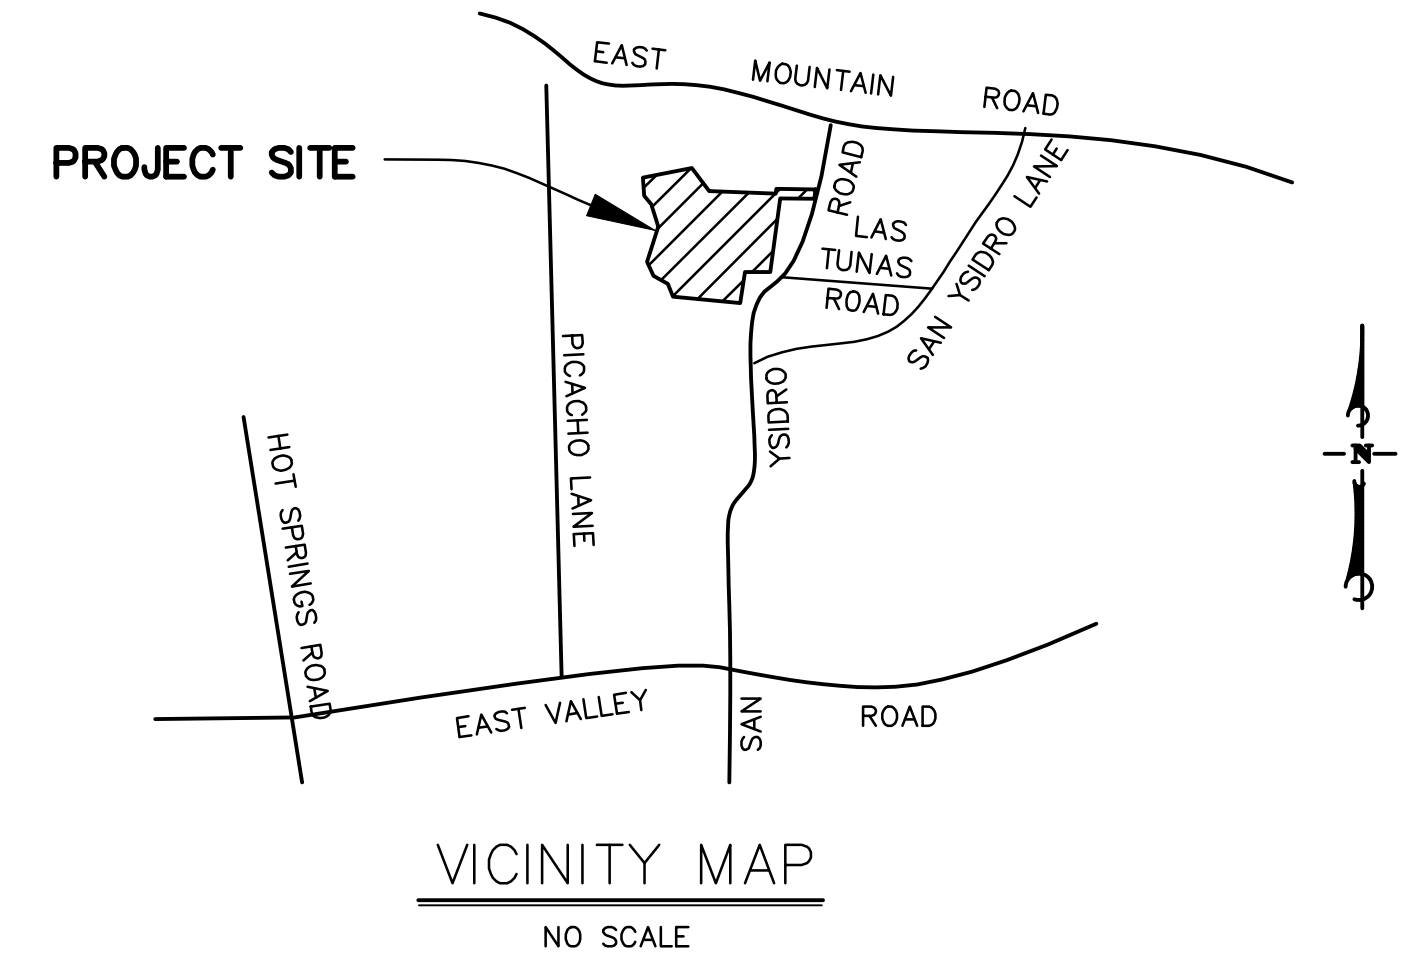 EAST MOUNTAIN ROAD
PROJECT SITE
ROAD
LAS
TUNAS
ROAD
SAN YSIDRO LANE
PICACHO LANE
YSIDRO
HOT SPRINGS ROAD
N
EAST VALLEY ROAD
SAN
VICINITY MAP
NO SCALE